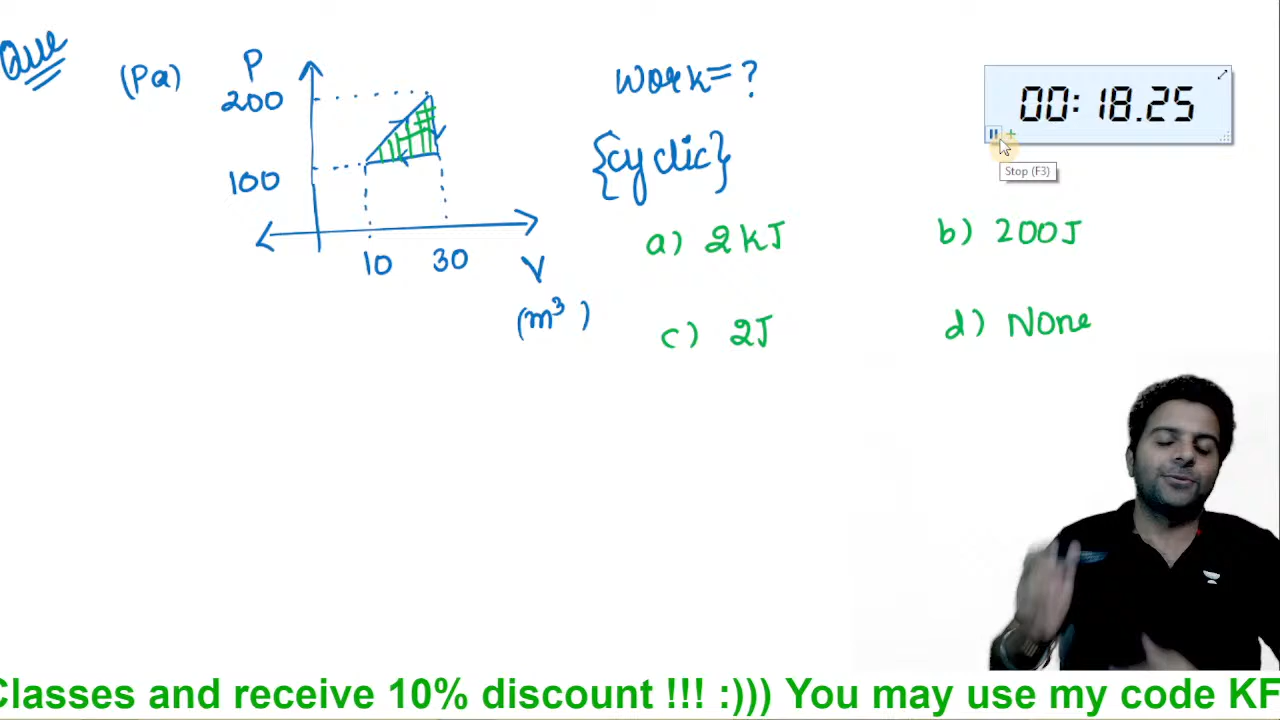 Que
(Pa)
P
200
100
10
30
V
(m³)
Work=?
{cyclic}
00:18.25
Stop (F3)
a) 2kJ
b) 200J
c) 2J
d) None
Classes and receive 10% discount !!! :))) You may use my code KF